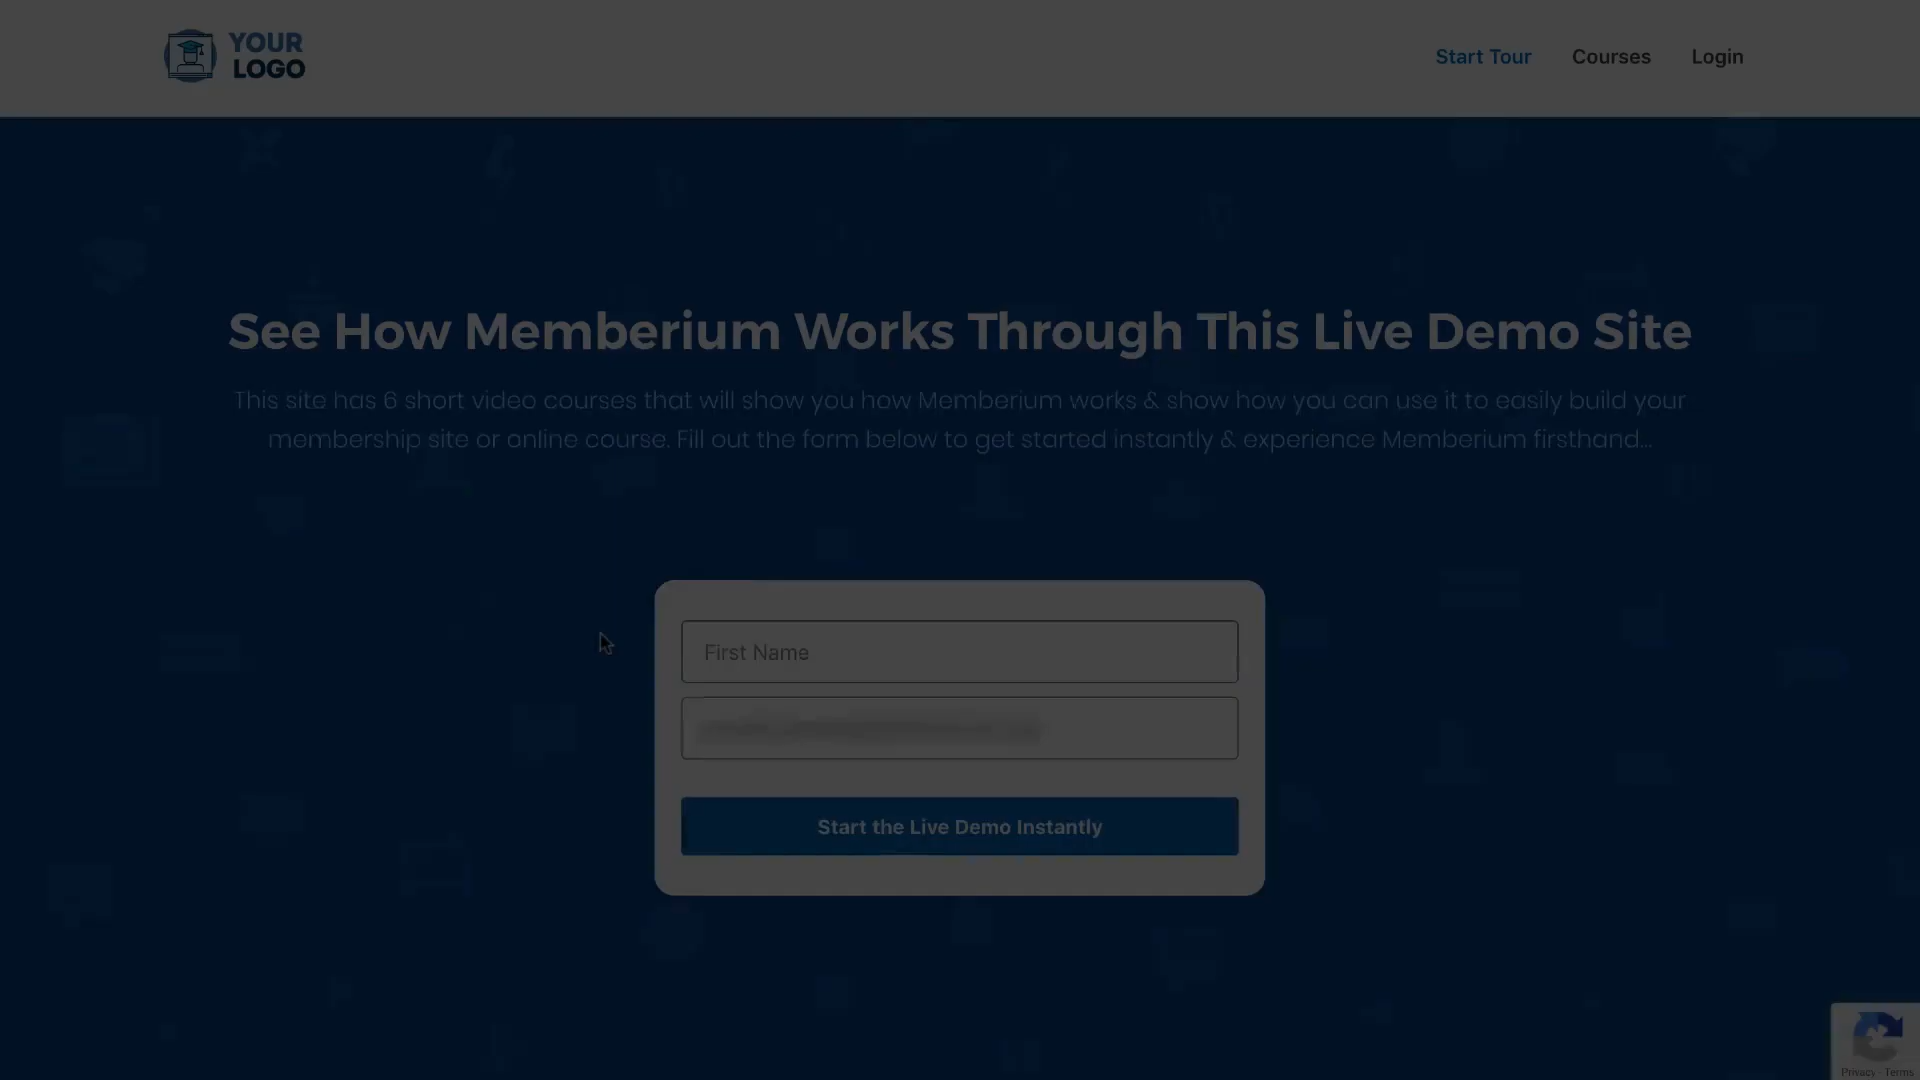 YOUR
LOGO
Start Tour
Courses
Login
See How Memberium Works Through This Live Demo Site
This site has 6 short video courses that will show you how Memberium works & show how you can use it to easily build your
membership site or online course. Fill out the form below to get started instantly & experience Memberium firsthand...
First Name
Start the Live Demo Instantly
Privacy - Terms